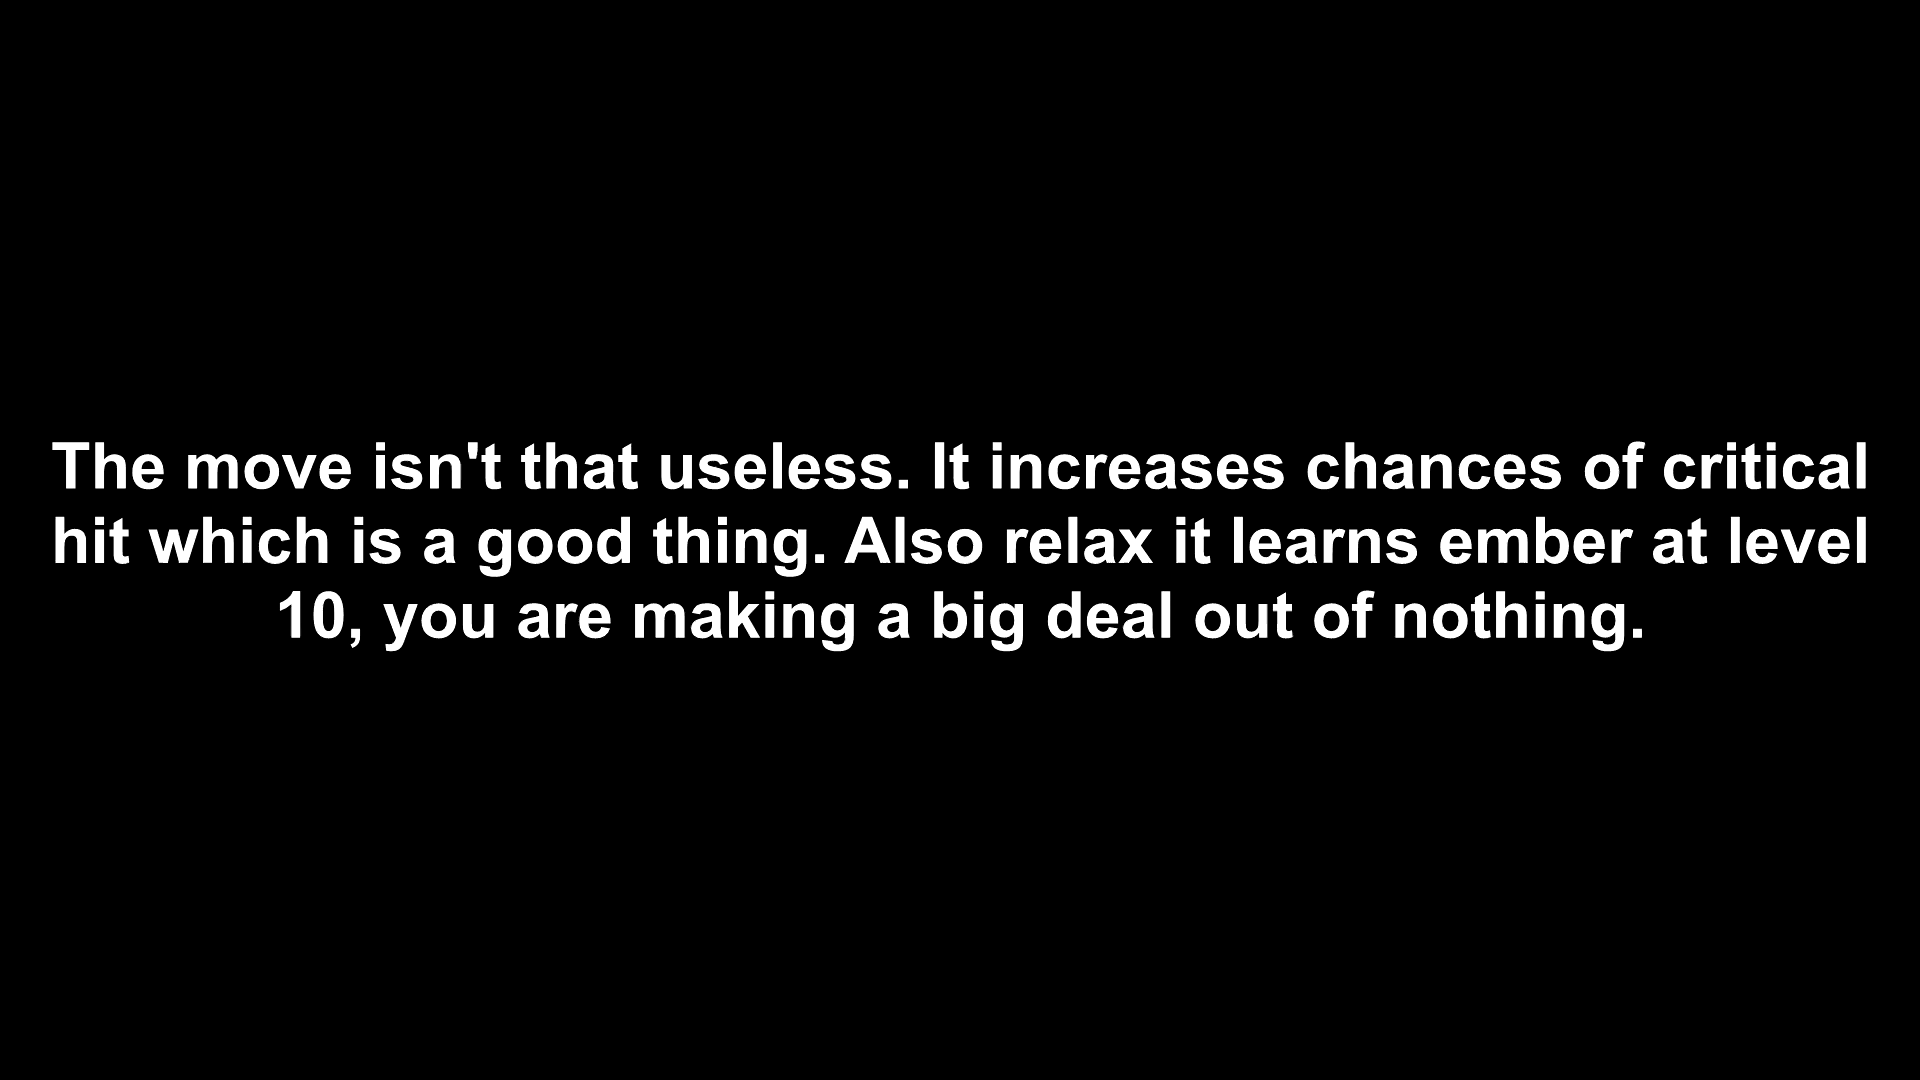 The move isn't that useless. It increases chances of critical
hit which is a good thing. Also relax it learns ember at level
10, you are making a big deal out of nothing.